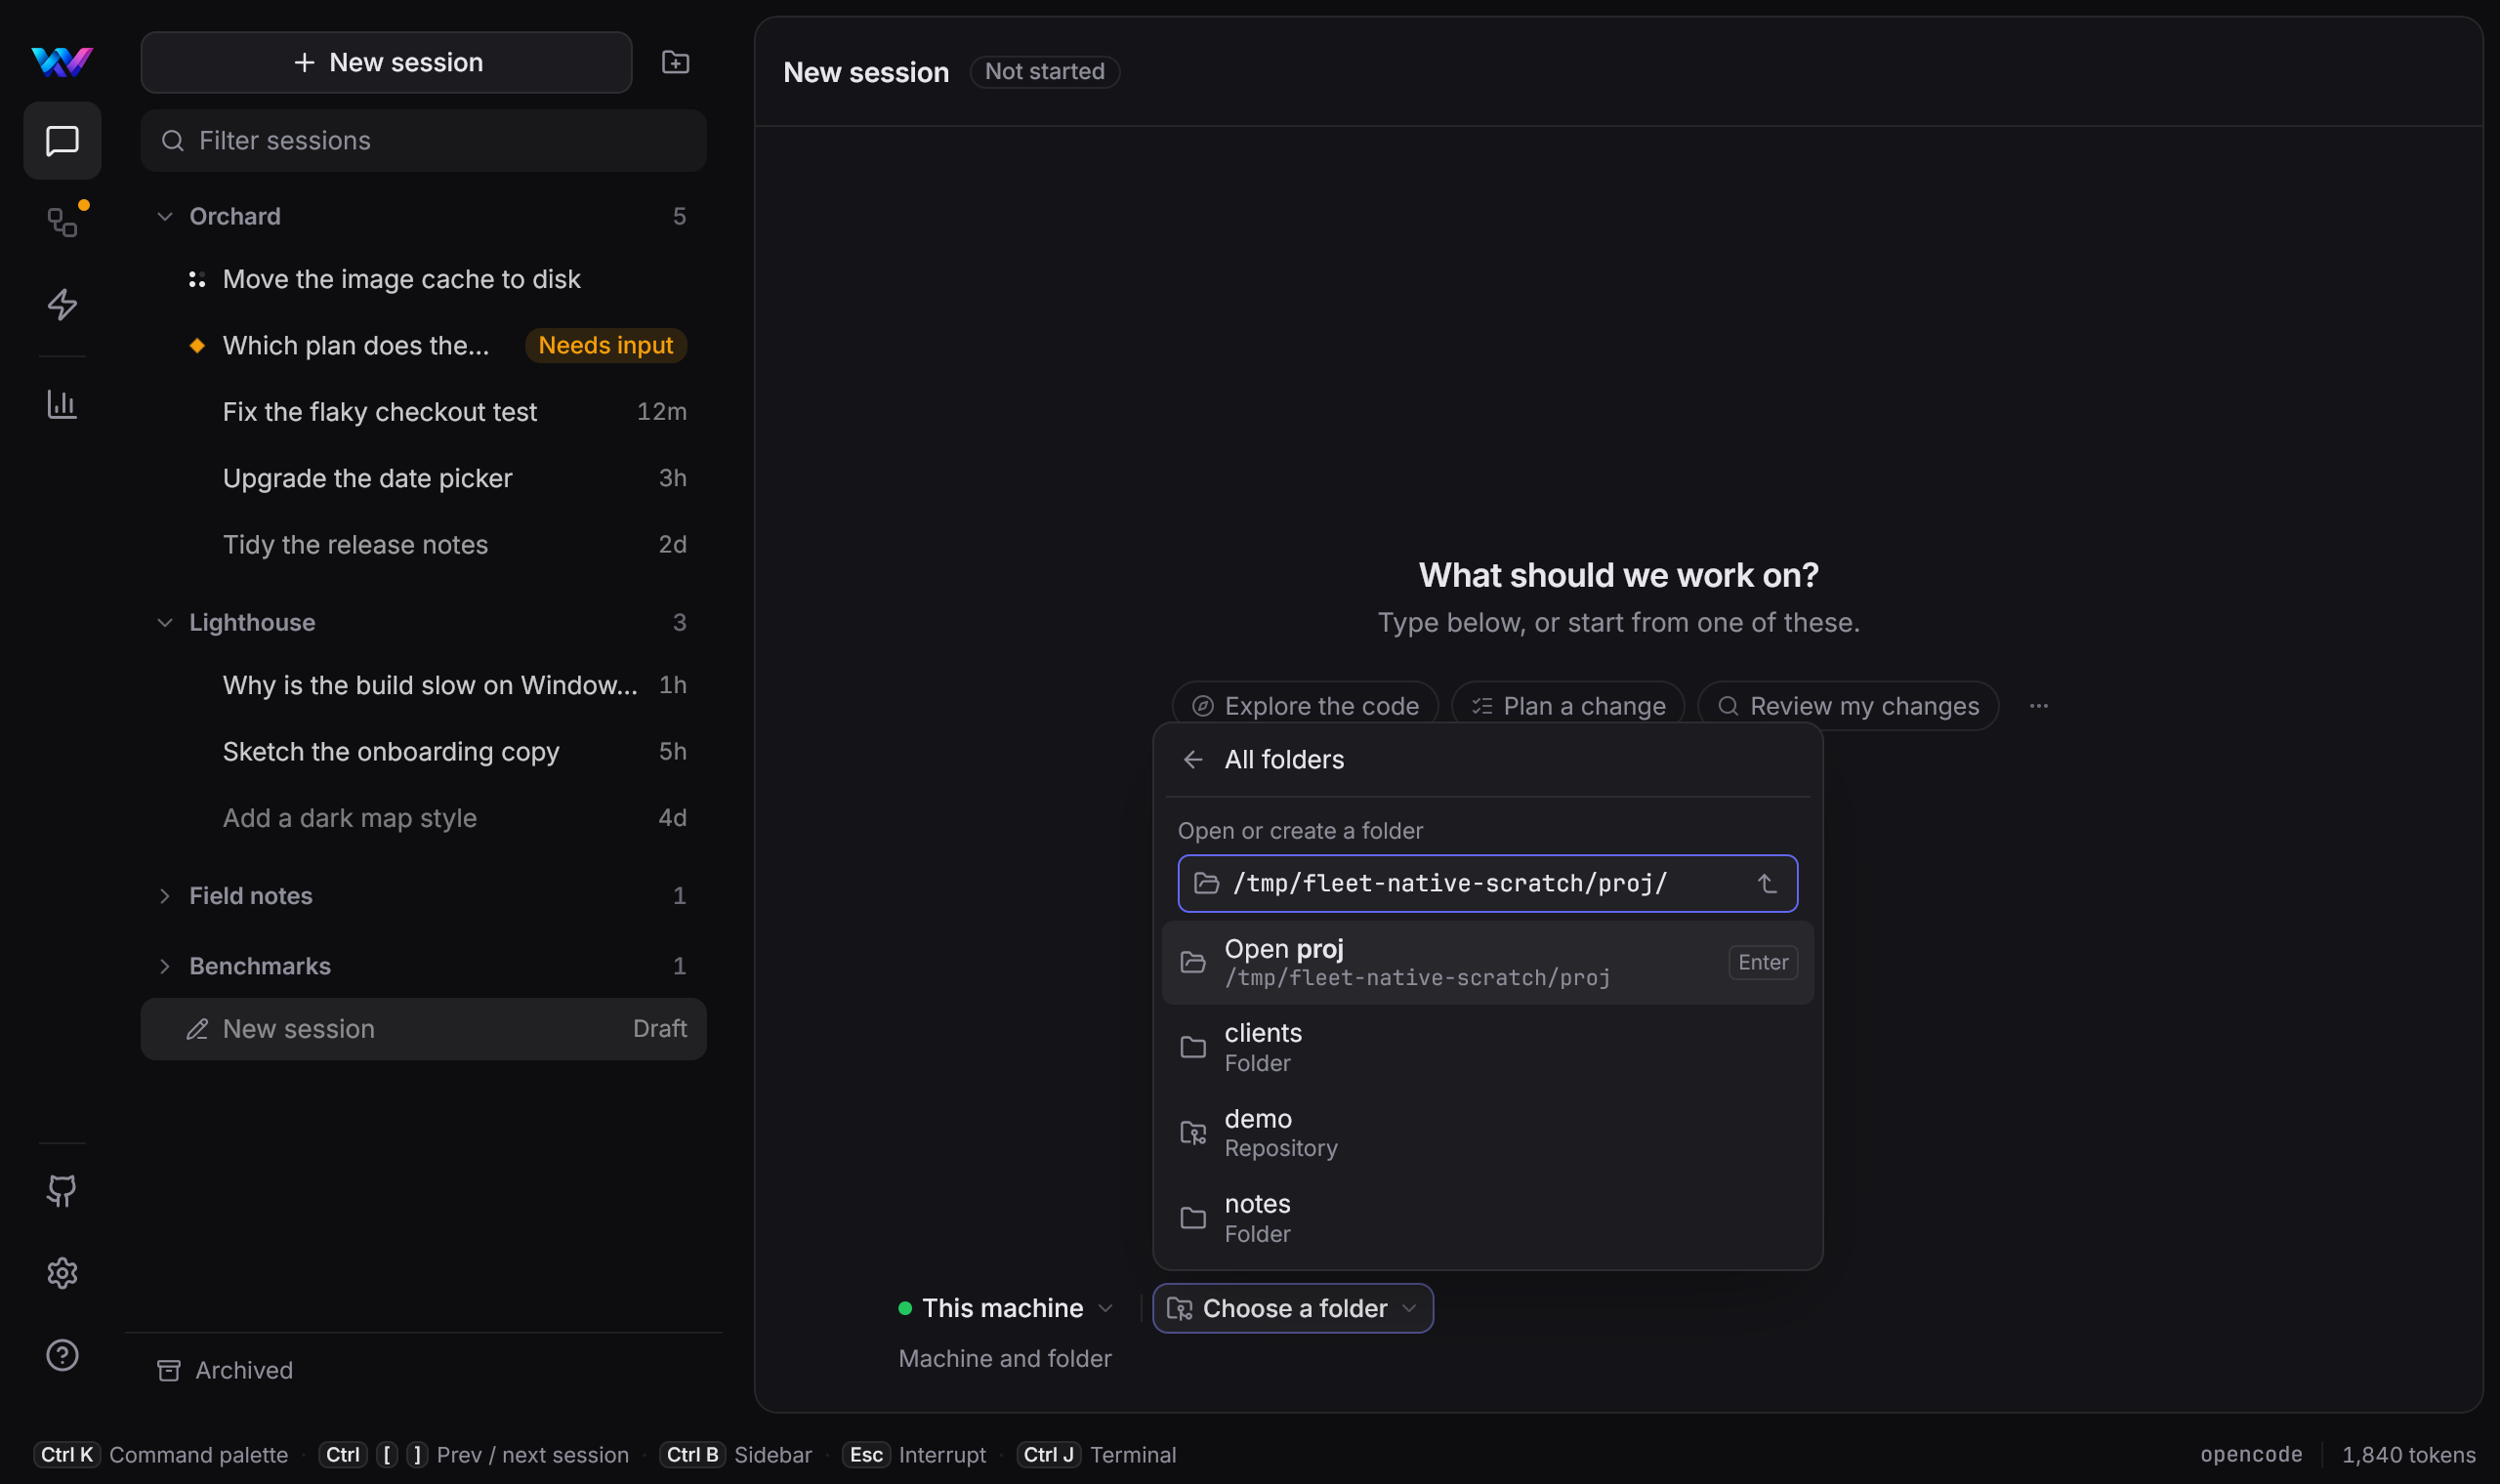 New session
Filter sessions
Orchard 5
Move the image cache to disk
Which plan does the... Needs input
Fix the flaky checkout test 12m
Upgrade the date picker 3h
Tidy the release notes 2d
Lighthouse 3
Why is the build slow on Window... 1h
Sketch the onboarding copy 5h
Add a dark map style 4d
Field notes 1
Benchmarks 1
New session Draft
Archived
New session Not started
What should we work on?
Type below, or start from one of these.
Explore the code Plan a change Review my changes
All folders
Open or create a folder
/tmp/fleet-native-scratch/proj/
Open proj Enter
/tmp/fleet-native-scratch/proj
clients
Folder
demo
Repository
notes
Folder
This machine Choose a folder
Machine and folder
Ctrl K Command palette · Ctrl [ ] Prev / next session · Ctrl B Sidebar · Esc Interrupt · Ctrl J Terminal opencode 1,840 tokens